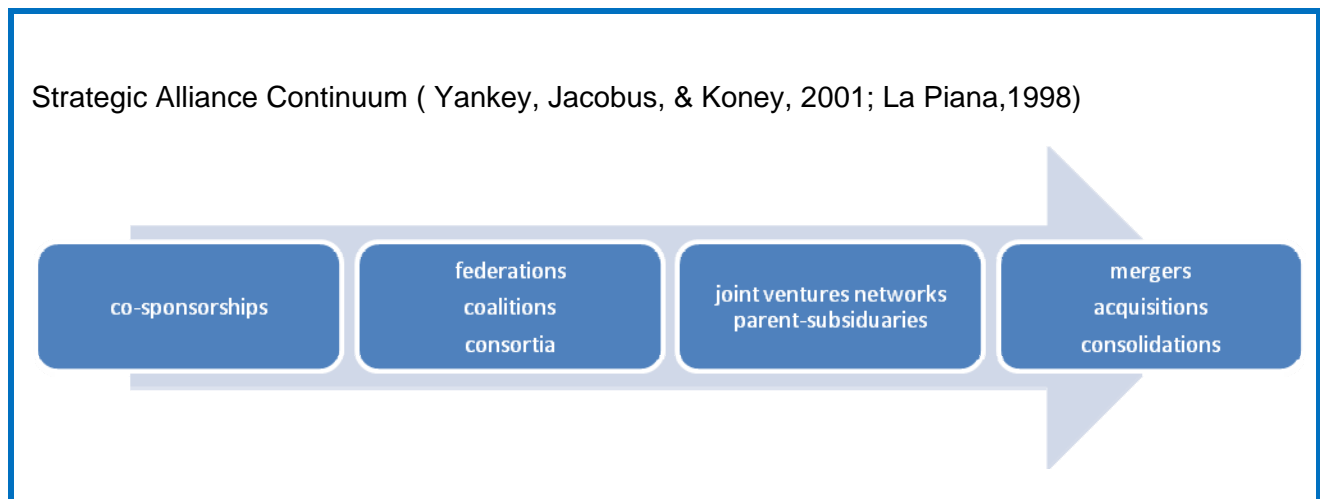 Strategic Alliance Continuum ( Yankey, Jacobus, & Koney, 2001; La Piana,1998)
co-sponsorships
federations
coalitions
consortia
joint ventures networks
parent-subsiduaries
mergers
acquisitions
consolidations